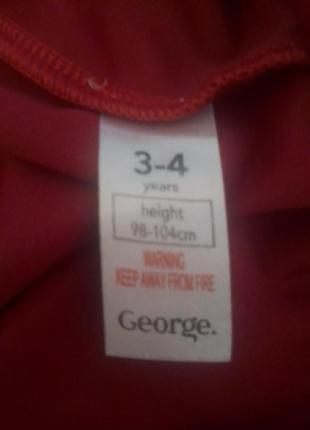 3-4
years
height
98-104cm
WARNING
KEEP AWAY FROM FIRE
George.